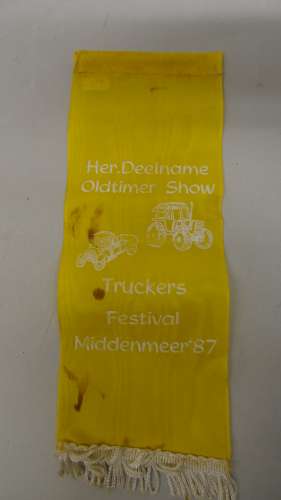 Her.Deelname
Oldtimer Show
Truckers
Festival
Middenmeer'87